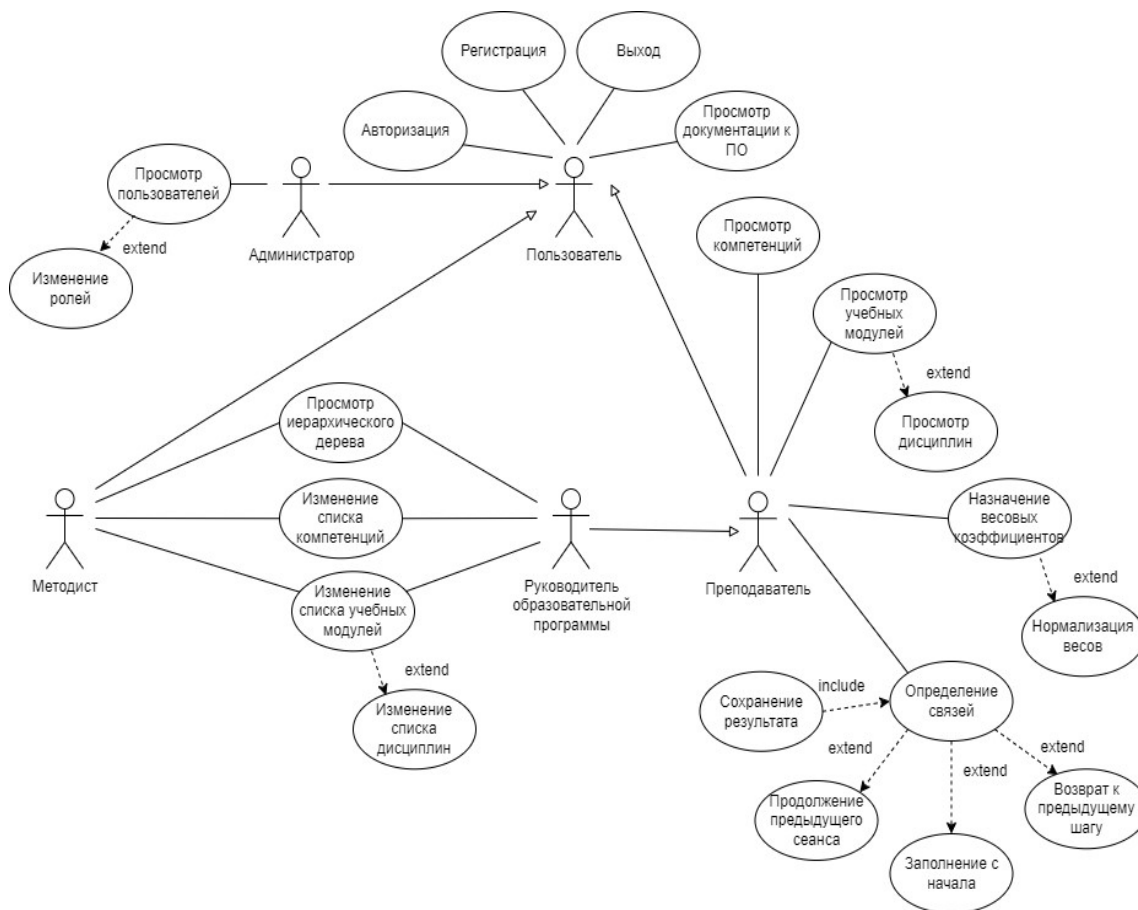 Регистрация
Выход
Авторизация
Просмотр
документации к
ПО
Просмотр
пользователей
extend
Изменение
ролей
Администратор
Пользователь
Просмотр
компетенций
Просмотр
учебных
модулей
extend
Просмотр
дисциплин
Просмотр
иерархического
дерева
Изменение
списка
компетенций
Изменение
списка учебных
модулей
extend
Изменение
списка
дисциплин
Методист
Руководитель
образовательной
программы
Преподаватель
Назначение
весовых
коэффициентов
extend
Нормализация
весов
Сохранение
результата
include
Определение
связей
extend
extend
extend
Продолжение
предыдущего
сеанса
Заполнение с
начала
Возврат к
предыдущему
шагу